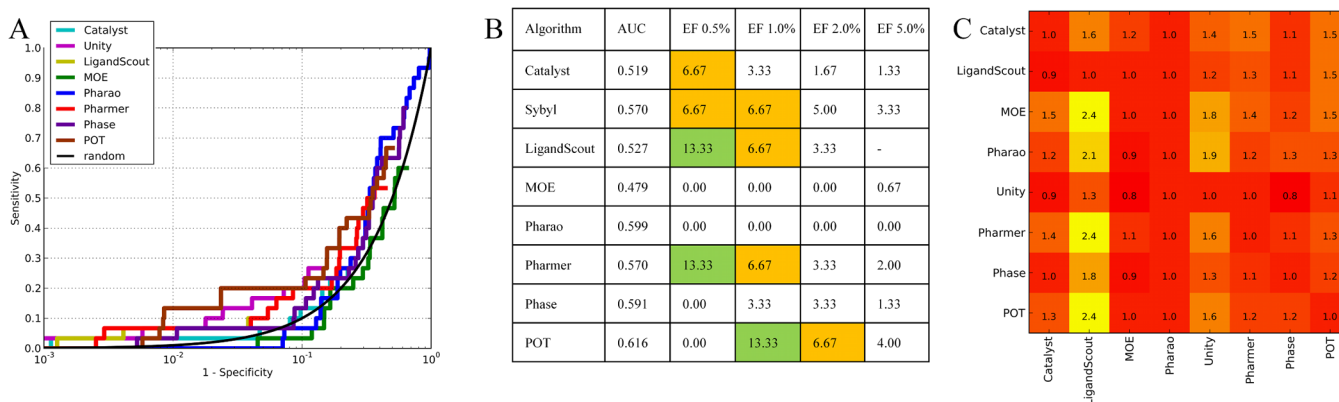 A
Catalyst
Unity
LigandScout
MOE
Pharao
Pharmer
Phase
POT
random
1.0
0.9
0.8
0.7
0.6
0.5
0.4
0.3
0.2
0.1
0.0
Sensitivity
10^-3 10^-2 10^-1 10^0
1 - Specificity
B
Algorithm AUC EF 0.5% EF 1.0% EF 2.0% EF 5.0%
Catalyst 0.519 6.67 3.33 1.67 1.33
Sybyl 0.570 6.67 6.67 5.00 3.33
LigandScout 0.527 13.33 6.67 3.33 -
MOE 0.479 0.00 0.00 0.00 0.67
Pharao 0.599 0.00 0.00 0.00 0.00
Pharmer 0.570 13.33 6.67 3.33 2.00
Phase 0.591 0.00 3.33 3.33 1.33
POT 0.616 0.00 13.33 6.67 4.00
C
Catalyst 1.0 1.6 1.2 1.0 1.4 1.5 1.1 1.5
LigandScout 0.9 1.0 1.0 1.0 1.2 1.3 1.1 1.5
MOE 1.5 2.4 1.0 1.0 1.8 1.4 1.2 1.5
Pharao 1.2 2.1 0.9 1.0 1.9 1.2 1.3 1.3
Unity 0.9 1.3 0.8 1.0 1.0 1.0 0.8 1.1
Pharmer 1.4 2.4 1.1 1.0 1.6 1.0 1.1 1.3
Phase 1.0 1.8 0.9 1.0 1.3 1.1 1.0 1.2
POT 1.3 2.4 1.0 1.0 1.6 1.2 1.2 1.0
Catalyst LigandScout MOE Pharao Unity Pharmer Phase POT